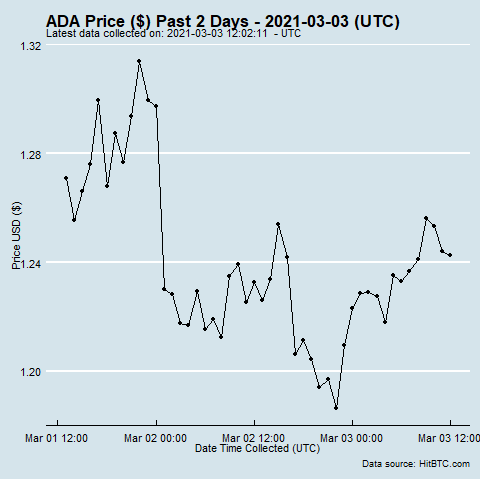 ADA Price ($) Past 2 Days - 2021-03-03 (UTC)
Latest data collected on: 2021-03-03 12:02:11 - UTC
1.32
1.28
1.24
1.20
Price USD ($)
Mar 01 12:00 Mar 02 00:00 Mar 02 12:00 Mar 03 00:00 Mar 03 12:00
Date Time Collected (UTC)
Data source: HitBTC.com